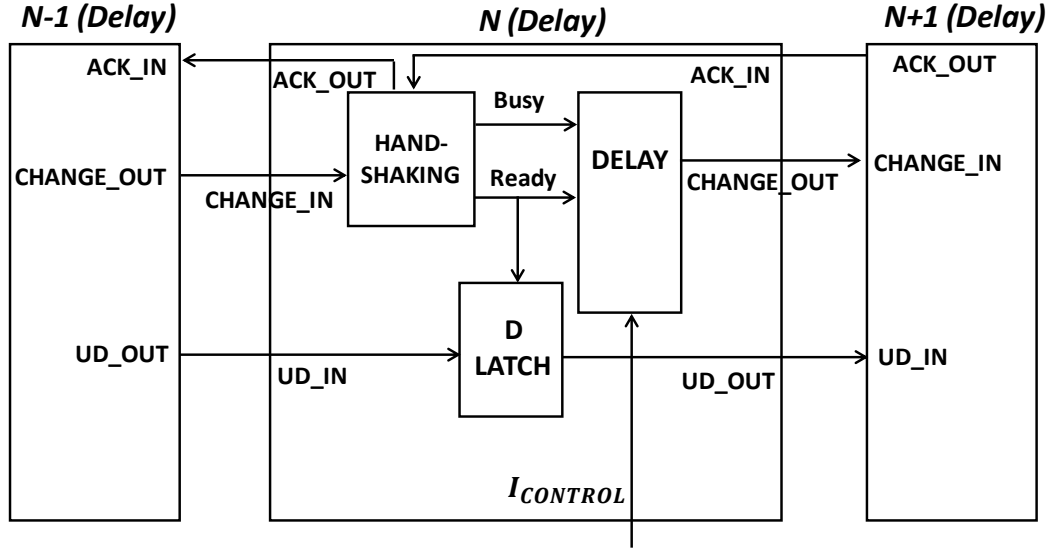 N-1 (Delay)
N (Delay)
N+1 (Delay)
ACK_IN
ACK_OUT
ACK_IN
ACK_OUT
Busy
HAND-
SHAKING
DELAY
CHANGE_OUT
CHANGE_IN
Ready
CHANGE_OUT
CHANGE_IN
D
LATCH
UD_OUT
UD_IN
UD_OUT
UD_IN
I_CONTROL